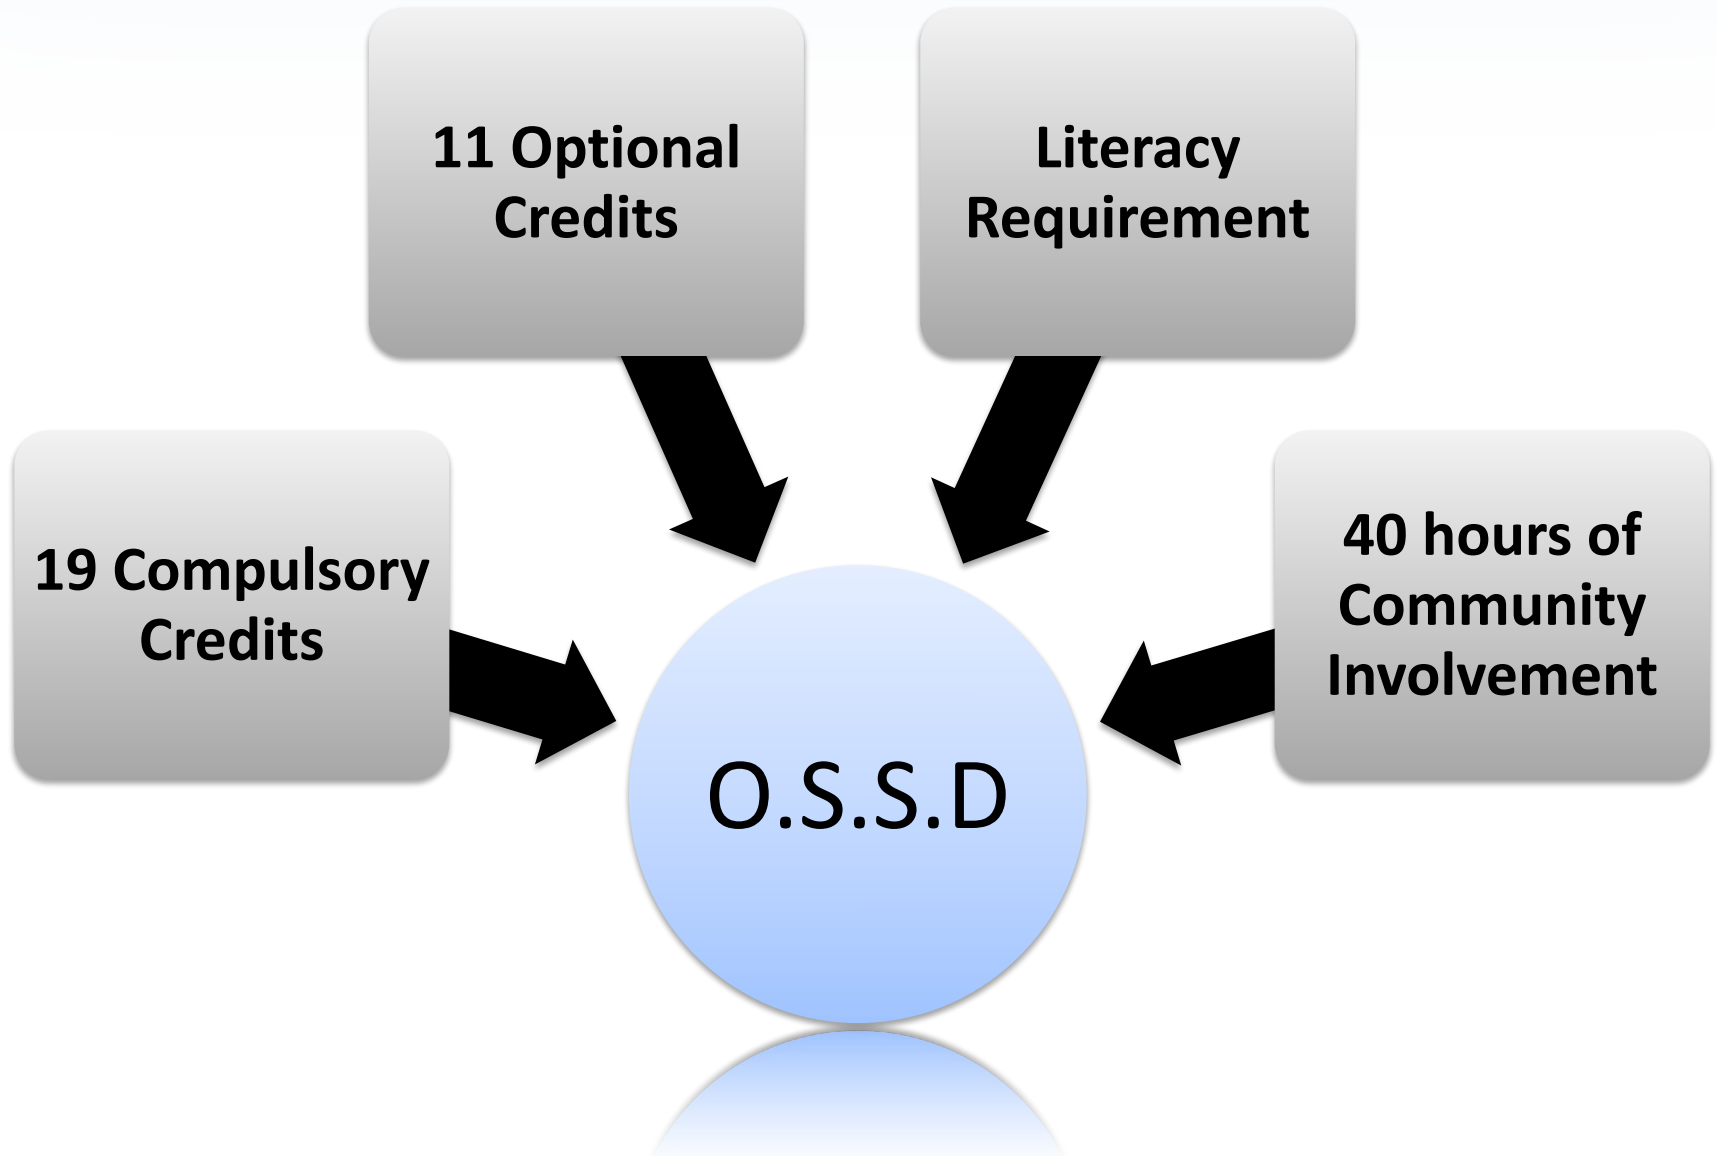 11 Optional
Credits
Literacy
Requirement
19 Compulsory
Credits
40 hours of
Community
Involvement
O.S.S.D